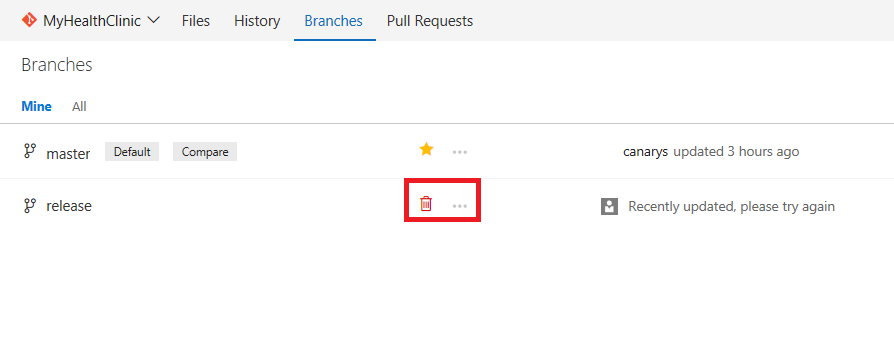 MyHealthClinic Files History Branches Pull Requests
Branches
Mine All
master Default Compare canarys updated 3 hours ago
release Recently updated, please try again